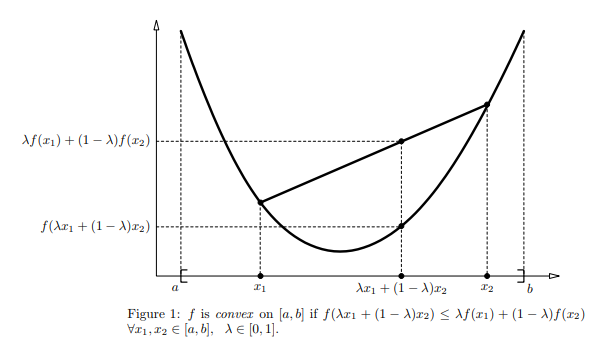 λf(x₁) + (1 − λ)f(x₂)
f(λx₁ + (1 − λ)x₂)
a
x₁
λx₁ + (1 − λ)x₂
x₂
b
Figure 1: f is convex on [a, b] if f(λx₁ + (1 − λ)x₂) ≤ λf(x₁) + (1 − λ)f(x₂)
∀x₁, x₂ ∈ [a, b], λ ∈ [0, 1].